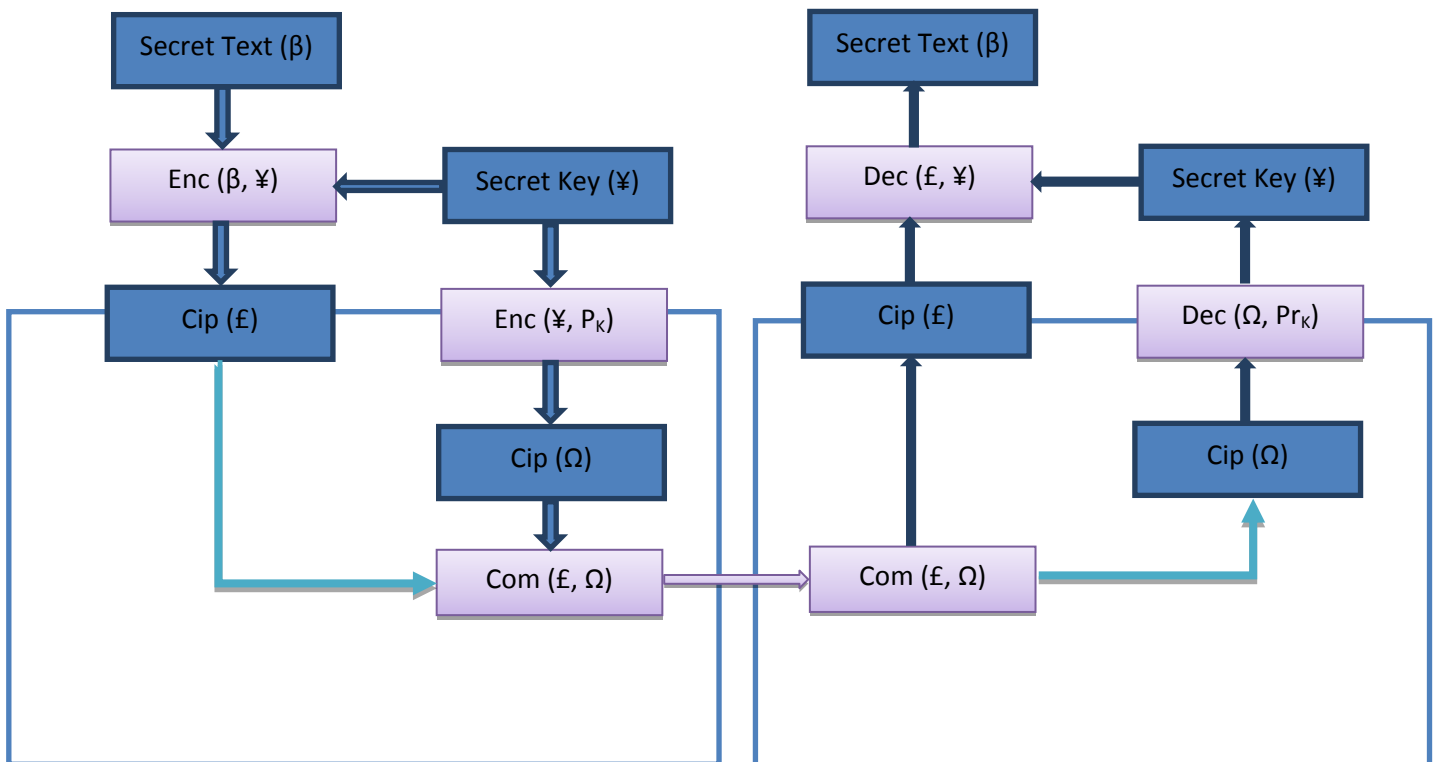 Secret Text (β)
Enc (β, ¥)
Secret Key (¥)
Cip (£)
Enc (¥, PK)
Cip (Ω)
Com (£, Ω)
Secret Text (β)
Dec (£, ¥)
Secret Key (¥)
Cip (£)
Dec (Ω, PrK)
Cip (Ω)
Com (£, Ω)